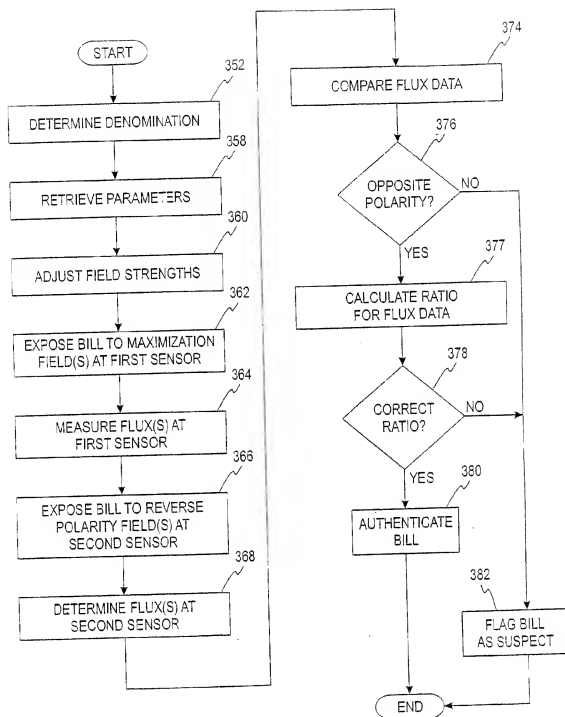 START
352
DETERMINE DENOMINATION
358
RETRIEVE PARAMETERS
360
ADJUST FIELD STRENGTHS
362
EXPOSE BILL TO MAXIMIZATION
FIELD(S) AT FIRST SENSOR
364
MEASURE FLUX(S) AT
FIRST SENSOR
366
EXPOSE BILL TO REVERSE
POLARITY FIELD(S) AT
SECOND SENSOR
368
DETERMINE FLUX(S) AT
SECOND SENSOR
374
COMPARE FLUX DATA
376
OPPOSITE
POLARITY?
NO
YES
377
CALCULATE RATIO
FOR FLUX DATA
378
CORRECT
RATIO?
NO
YES
380
AUTHENTICATE
BILL
382
FLAG BILL
AS SUSPECT
END